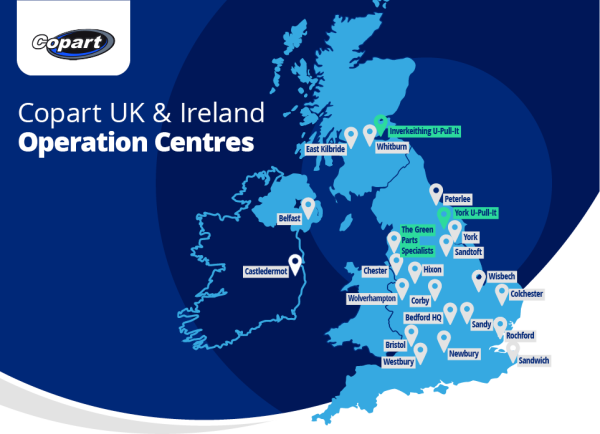 Copart
Copart UK & Ireland
Operation Centres
Inverkeithing U-Pull-It
East Kilbride
Whitburn
Peterlee
York U-Pull-It
Belfast
The Green
Parts
Specialists
York
Sandtoft
Castledermot
Chester
Hixon
Wisbech
Wolverhampton
Corby
Colchester
Bedford HQ
Sandy
Rochford
Bristol
Newbury
Westbury
Sandwich